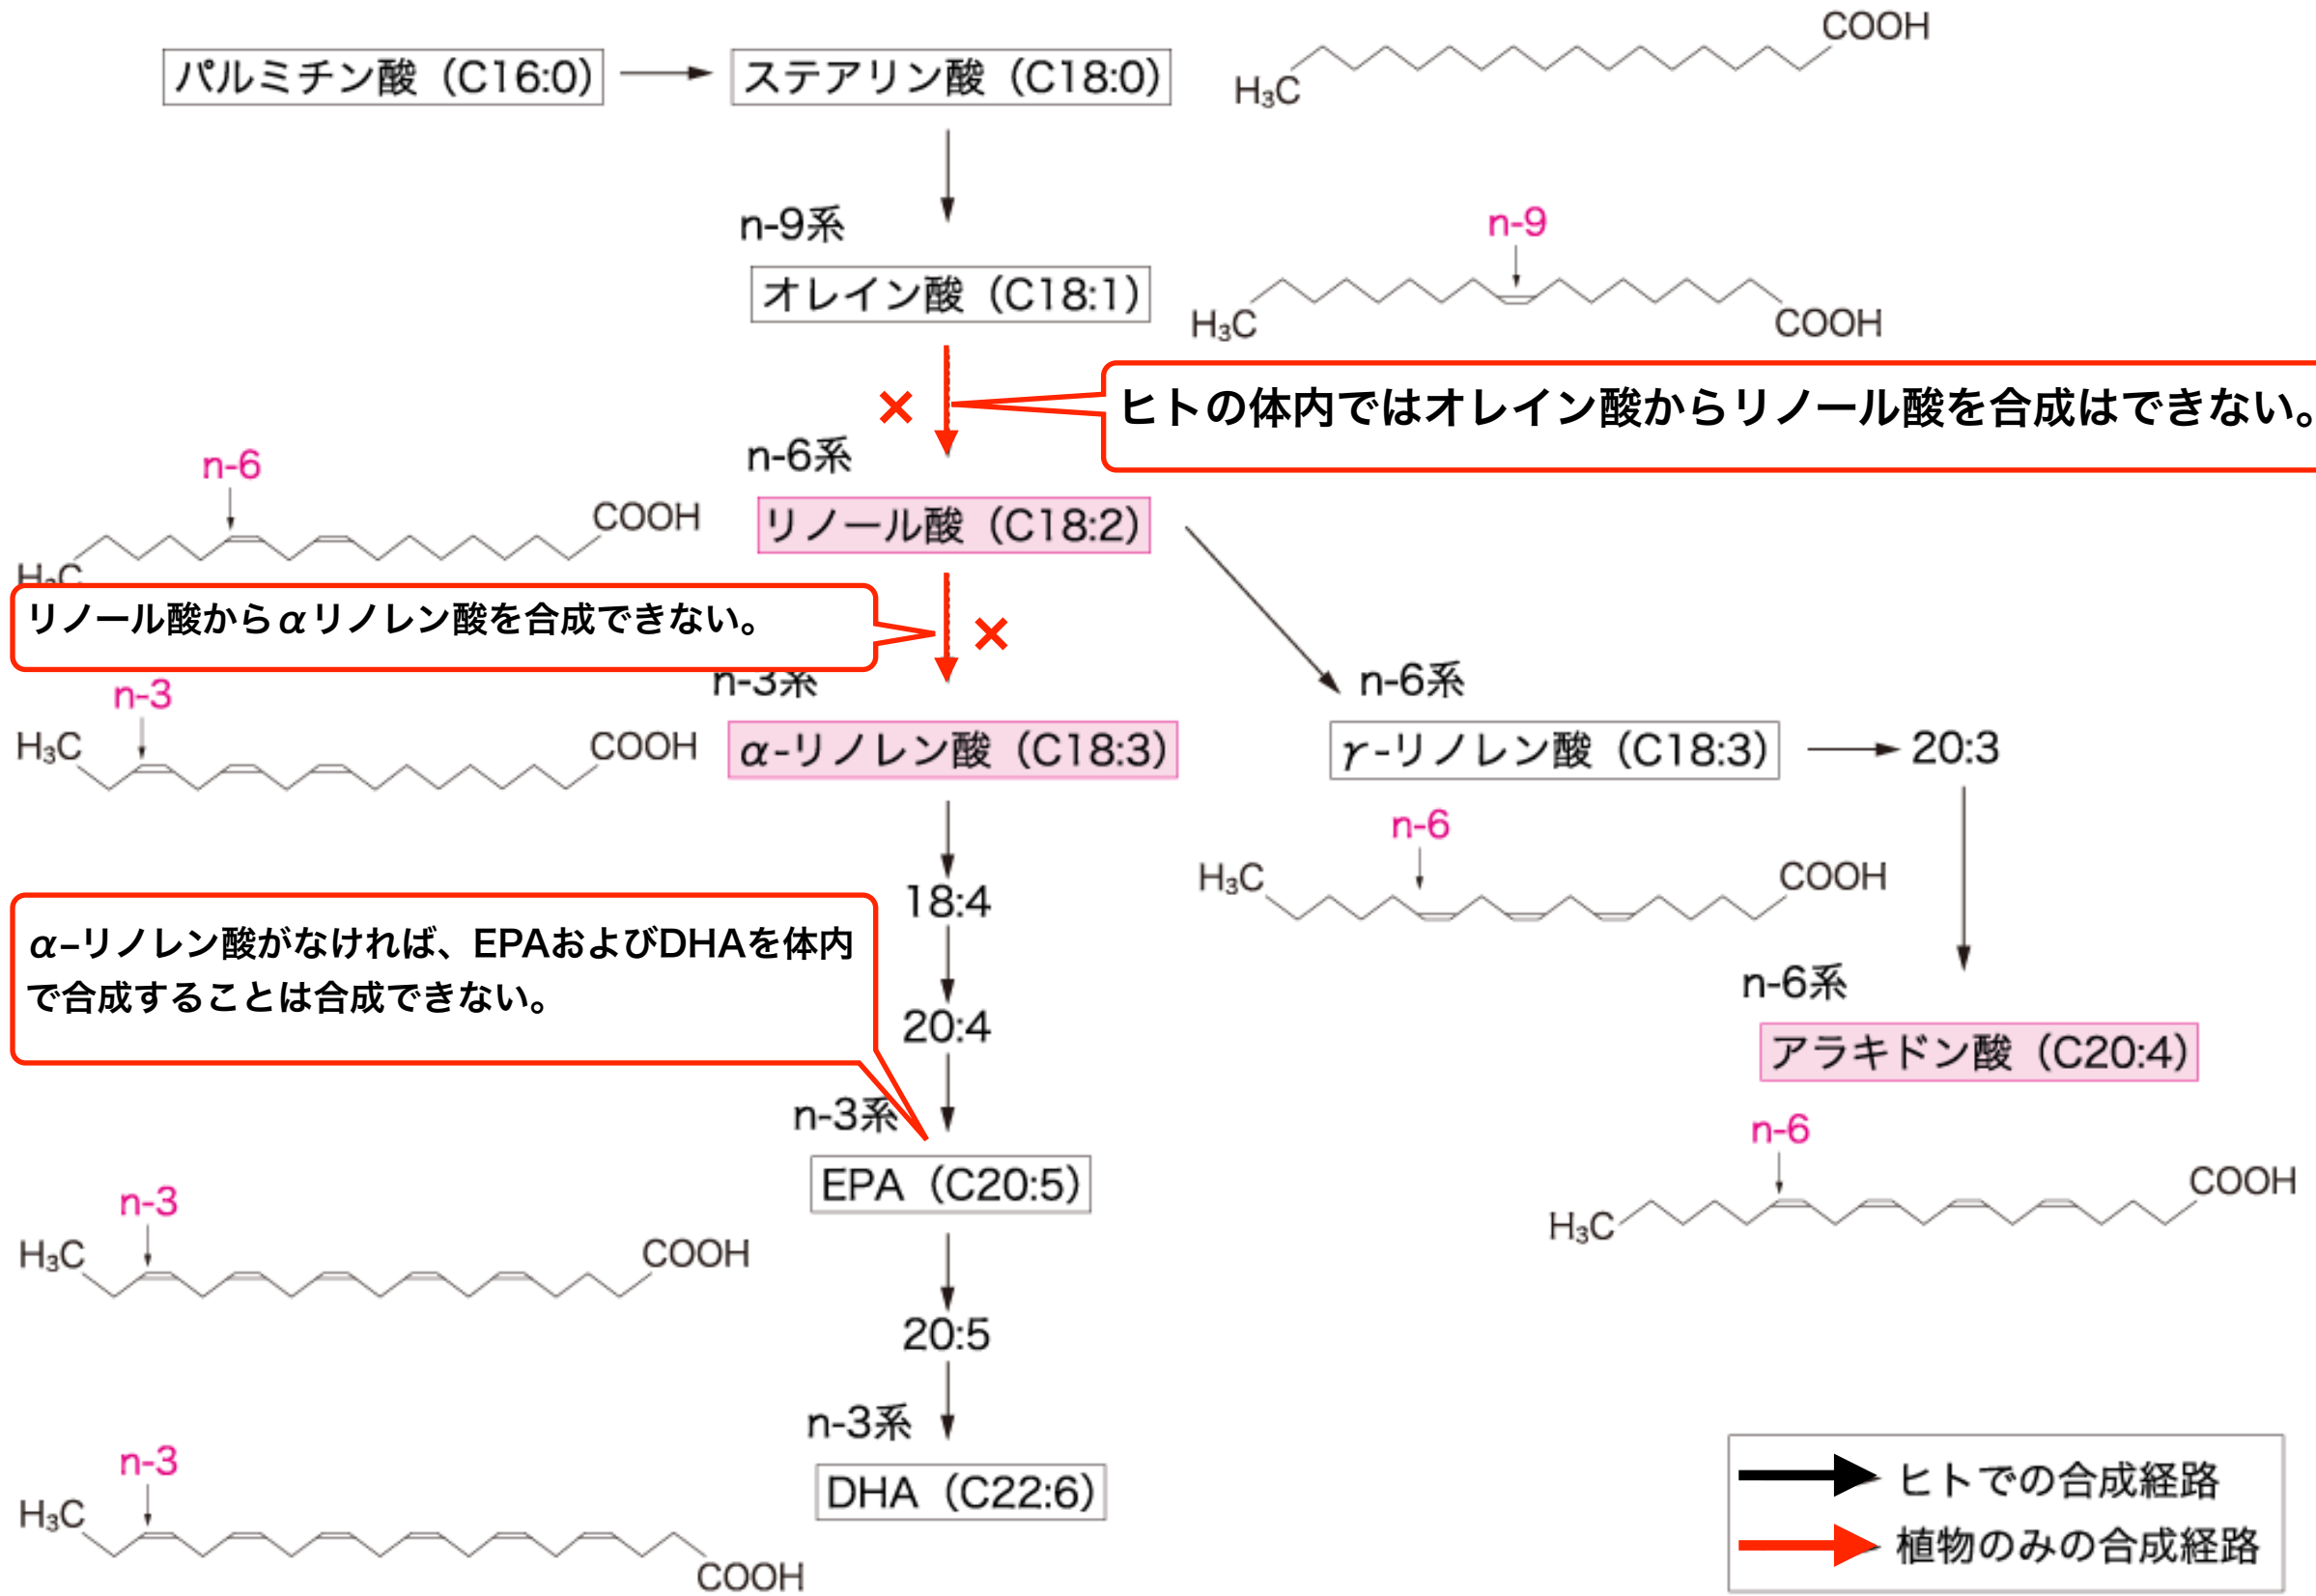 パルミチン酸（C16:0）
ステアリン酸（C18:0）
COOH
H₃C
n-9系
オレイン酸（C18:1）
n-9
H₃C
COOH
×
ヒトの体内ではオレイン酸からリノール酸を合成はできない。
n-6系
リノール酸（C18:2）
n-6
COOH
H₃C
リノール酸からαリノレン酸を合成できない。
×
n-3系
α-リノレン酸（C18:3）
n-3
H₃C
COOH
n-6系
γ-リノレン酸（C18:3）
20:3
n-6
H₃C
COOH
18:4
α−リノレン酸がなければ、EPAおよびDHAを体内
で合成することは合成できない。
20:4
n-6系
アラキドン酸（C20:4）
n-6
COOH
H₃C
n-3系
EPA（C20:5）
n-3
H₃C
COOH
20:5
n-3系
DHA（C22:6）
n-3
H₃C
COOH
ヒトでの合成経路
植物のみの合成経路